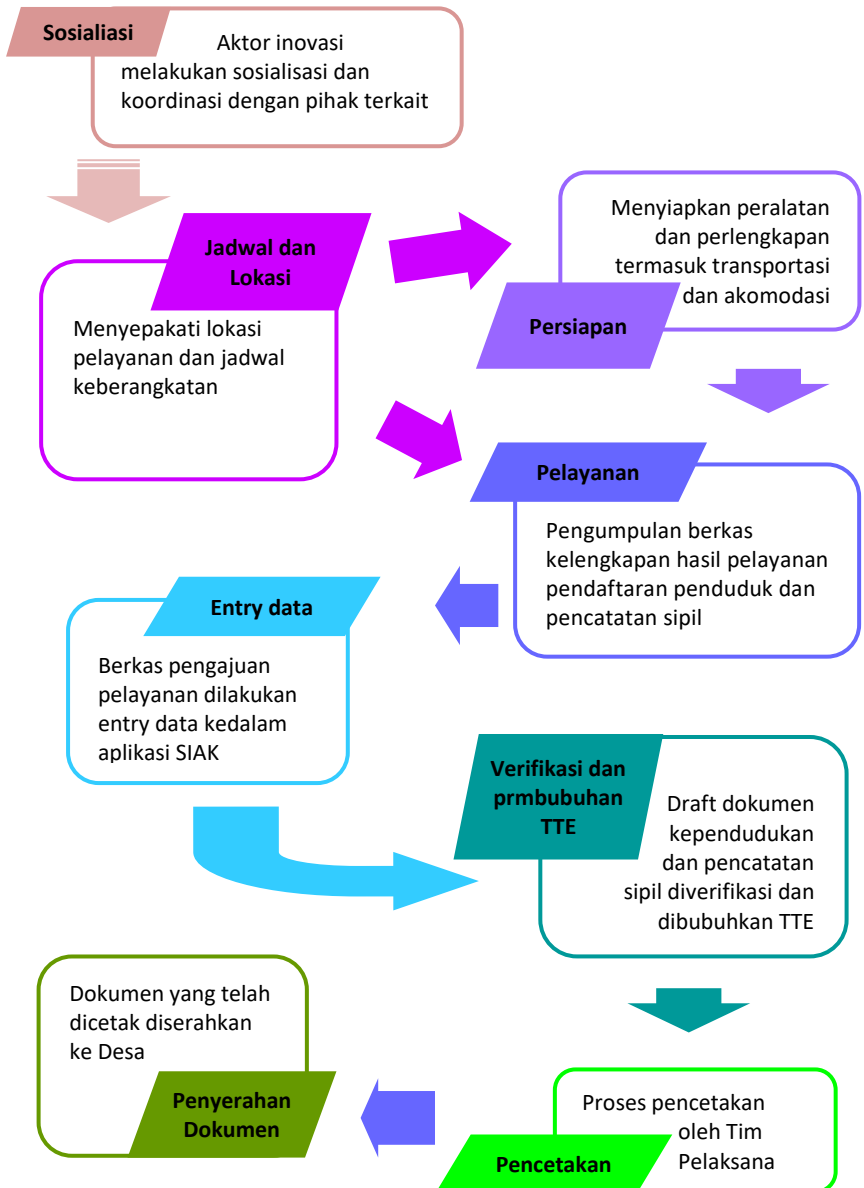 Sosialiasi
Aktor inovasi
melakukan sosialisasi dan
koordinasi dengan pihak terkait
Jadwal dan
Lokasi
Menyepakati lokasi
pelayanan dan jadwal
keberangkatan
Menyiapkan peralatan
dan perlengkapan
termasuk transportasi
dan akomodasi
Persiapan
Pelayanan
Pengumpulan berkas
kelengkapan hasil pelayanan
pendaftaran penduduk dan
pencatatan sipil
Entry data
Berkas pengajuan
pelayanan dilakukan
entry data kedalam
aplikasi SIAK
Verifikasi dan
prmbubuhan
TTE
Draft dokumen
kependudukan
dan pencatatan
sipil diverifikasi dan
dibubuhkan TTE
Proses pencetakan
oleh Tim
Pelaksana
Pencetakan
Dokumen yang telah
dicetak diserahkan
ke Desa
Penyerahan
Dokumen